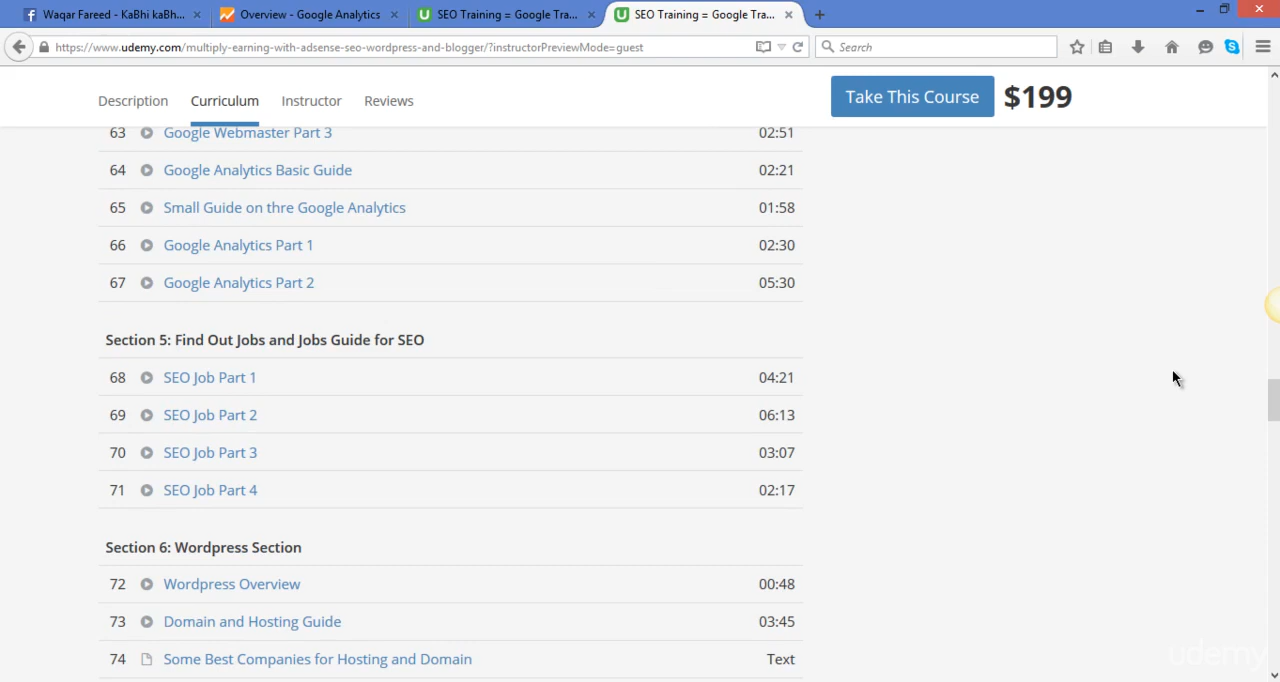 Waqar Fareed - KaBhi kaBh...
Overview - Google Analytics
SEO Training = Google Tra...
SEO Training = Google Tra...
https://www.udemy.com/multiply-earning-with-adsense-seo-wordpress-and-blogger/?instructorPreviewMode=guest
Search
Description
Curriculum
Instructor
Reviews
Take This Course
$199
63 Google Webmaster Part 3 02:51
64 Google Analytics Basic Guide 02:21
65 Small Guide on thre Google Analytics 01:58
66 Google Analytics Part 1 02:30
67 Google Analytics Part 2 05:30
Section 5: Find Out Jobs and Jobs Guide for SEO
68 SEO Job Part 1 04:21
69 SEO Job Part 2 06:13
70 SEO Job Part 3 03:07
71 SEO Job Part 4 02:17
Section 6: Wordpress Section
72 Wordpress Overview 00:48
73 Domain and Hosting Guide 03:45
74 Some Best Companies for Hosting and Domain Text
udemy